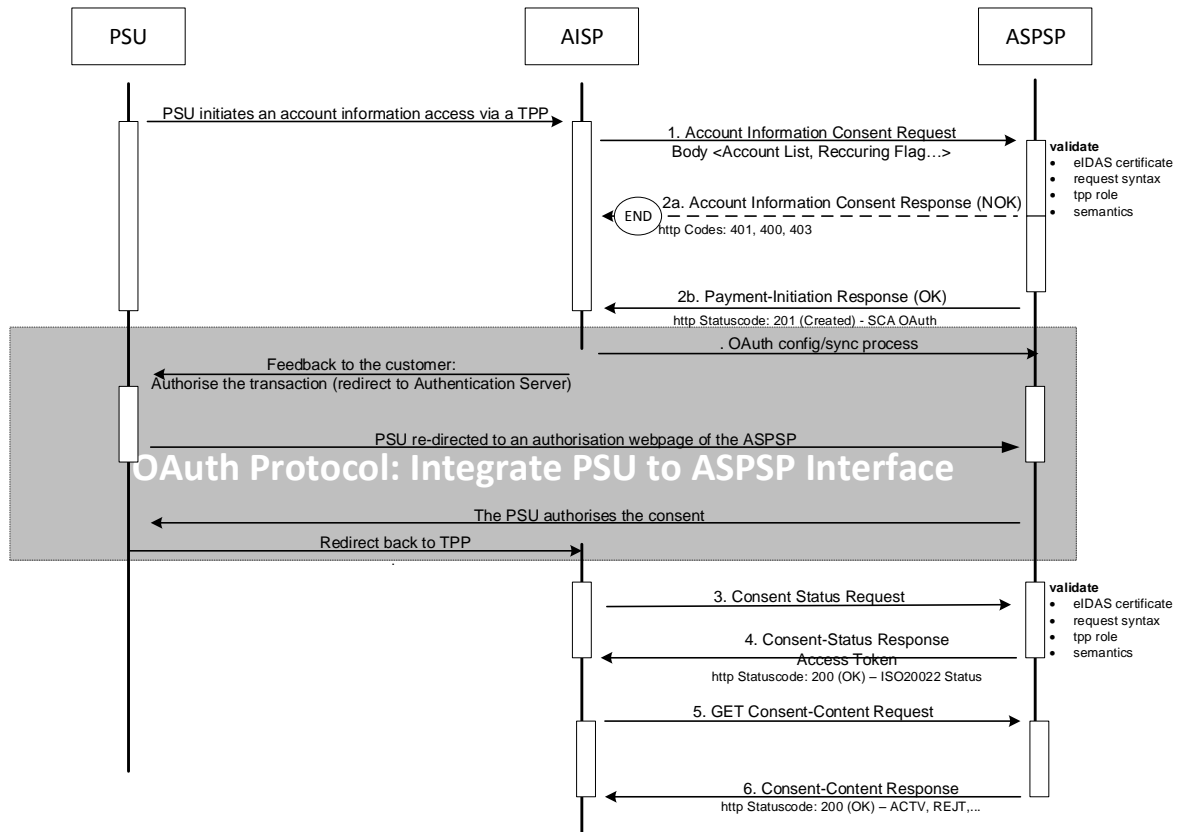 PSU
AISP
ASPSP
PSU initiates an account information access via a TPP
1. Account Information Consent Request
Body <Account List, Reccuring Flag...>
validate
• eIDAS certificate
• request syntax
• tpp role
• semantics
2a. Account Information Consent Response (NOK)
END
http Codes: 401, 400, 403
2b. Payment-Initiation Response (OK)
http Statuscode: 201 (Created) - SCA OAuth
. OAuth config/sync process
Feedback to the customer:
Authorise the transaction (redirect to Authentication Server)
PSU re-directed to an authorisation webpage of the ASPSP
OAuth Protocol: Integrate PSU to ASPSP Interface
The PSU authorises the consent
Redirect back to TPP
.
3. Consent Status Request
validate
• eIDAS certificate
• request syntax
• tpp role
• semantics
4. Consent-Status Response
Access Token
http Statuscode: 200 (OK) – ISO20022 Status
5. GET Consent-Content Request
6. Consent-Content Response
http Statuscode: 200 (OK) – ACTV, REJT,...